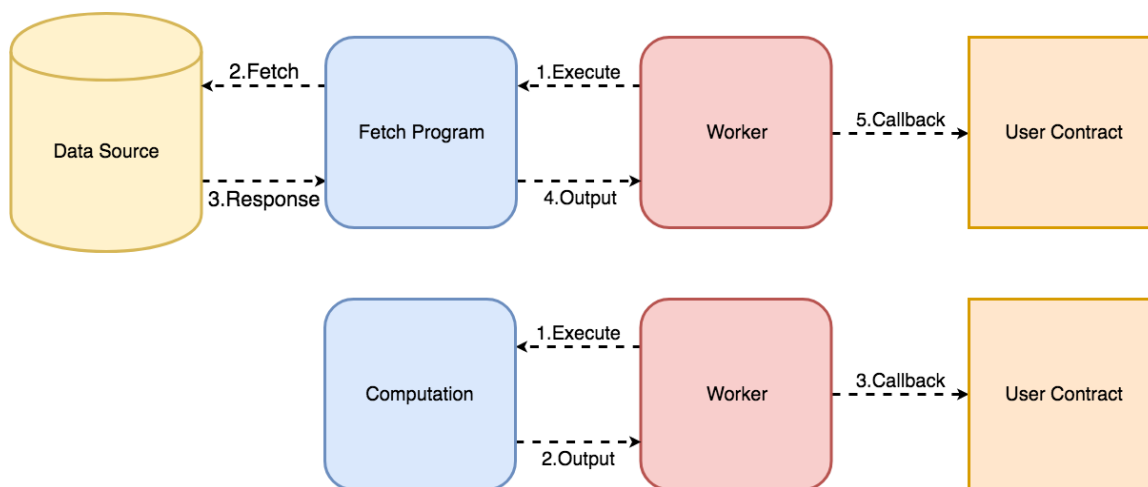 2.Fetch
1.Execute
Data Source
Fetch Program
Worker
5.Callback
User Contract
3.Response
4.Output
1.Execute
Computation
Worker
3.Callback
User Contract
2.Output